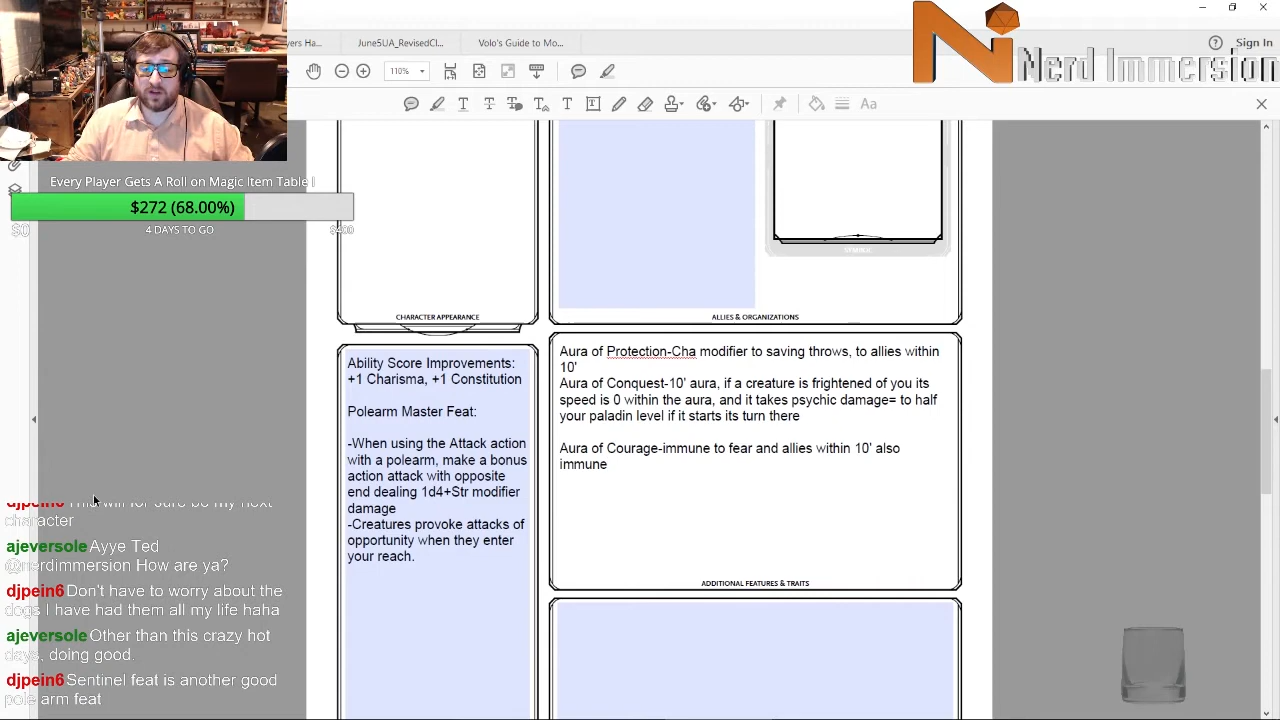 ers Ha...
June5UA_RevisedCl...
Volo's Guide to Mo...
Sign In
Nerd Immersion
110%
Aa
Every Player Gets A Roll on Magic Item Table
$272 (68.00%)
$0
4 DAYS TO GO
$400
SYMBOL
CHARACTER APPEARANCE
ALLIES & ORGANIZATIONS
Ability Score Improvements:
+1 Charisma, +1 Constitution
Polearm Master Feat:
-When using the Attack action
with a polearm, make a bonus
action attack with opposite
end dealing 1d4+Str modifier
damage
-Creatures provoke attacks of
opportunity when they enter
your reach.
Aura of Protection-Cha modifier to saving throws, to allies within
10'
Aura of Conquest-10' aura, if a creature is frightened of you its
speed is 0 within the aura, and it takes psychic damage= to half
your paladin level if it starts its turn there
Aura of Courage-immune to fear and allies within 10' also
immune
ADDITIONAL FEATURES & TRAITS
djpein6 This will for sure be my next
character
ajeversole Ayye Ted
@nerdimmersion How are ya?
djpein6 Don't have to worry about the
dogs I have had them all my life haha
ajeversole Other than this crazy hot
days, doing good.
djpein6 Sentinel feat is another good
pole arm feat